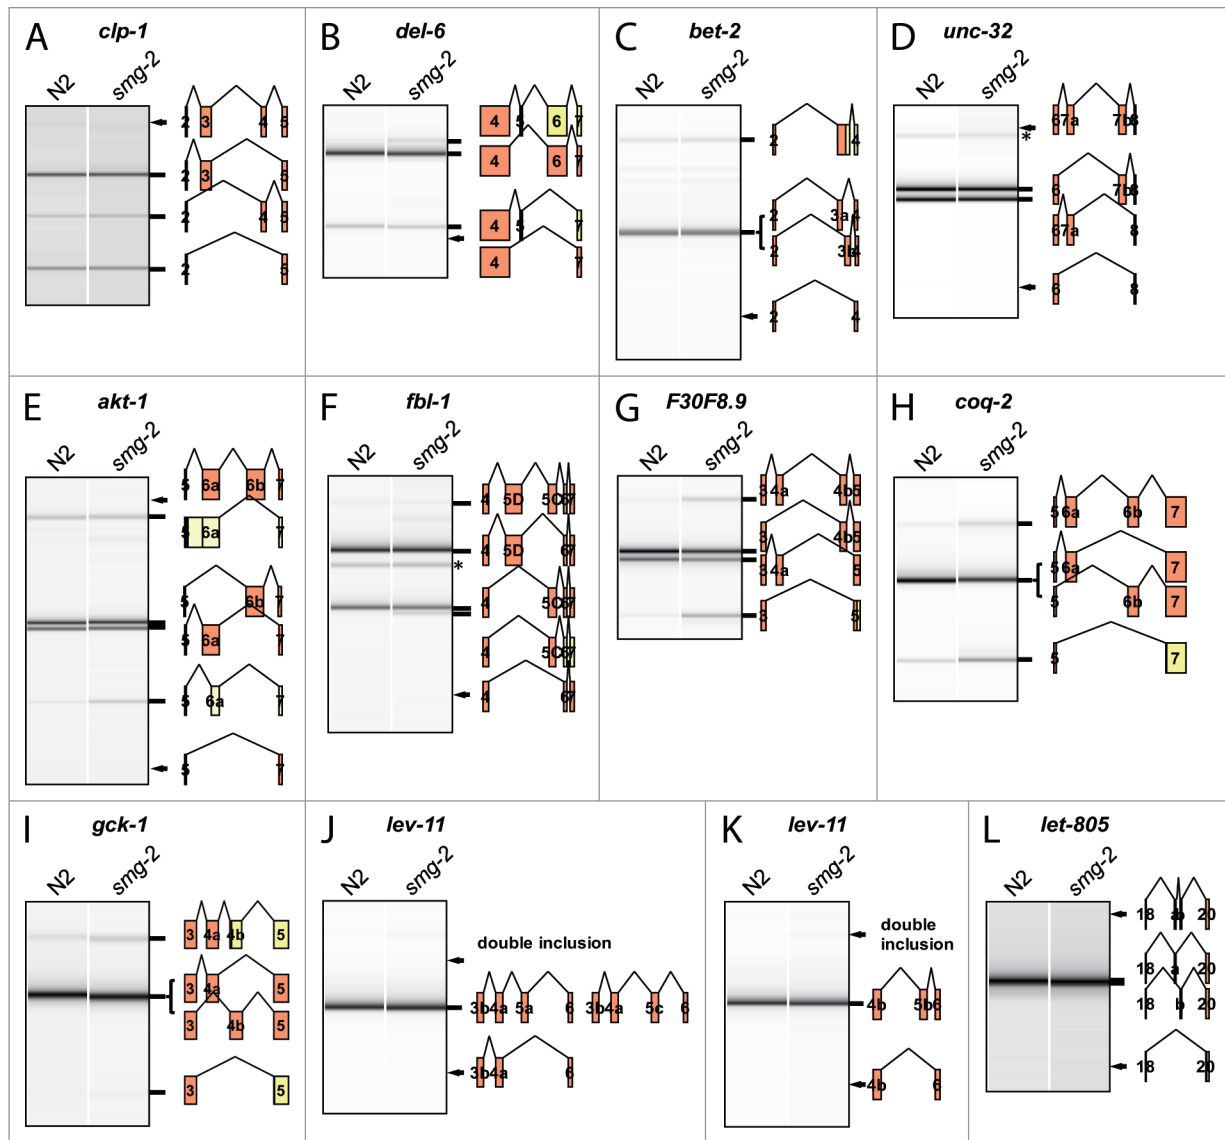 A clp-1
N2 smg-2
2 3 4 5
2 3 5
2 4 5
2 5
B del-6
N2 smg-2
4 5 6 7
4 6 7
4 5 7
4 7
C bet-2
N2 smg-2
2 4
2 3a 4
2 3b 4
2 4
D unc-32
N2 smg-2
6 7a 7b 8
*
6 7b 8
6 7a 8
6 8
E akt-1
N2 smg-2
5 6a 6b 7
5 6a 7
5 6b 7
5 6a 7
5 6a 7
5 7
F fbl-1
N2 smg-2
4 5D 5C 6 7
4 5D 6 7
*
4 5C 6 7
4 5C 6 7
4 6 7
G F30F8.9
N2 smg-2
3 4a 4b 5
3 4b 5
3 4a 5
3 5
H coq-2
N2 smg-2
5 6a 6b 7
5 6a 7
5 6b 7
5 7
I gck-1
N2 smg-2
3 4a 4b 5
3 4a 5
3 4b 5
3 5
J lev-11
N2 smg-2
double inclusion
3b 4a 5a 6 3b 4a 5c 6
3b 4a 6
K lev-11
N2 smg-2
double
inclusion
4b 5b 6
4b 6
L let-805
N2 smg-2
18 a b 20
18 a 20
18 b 20
18 20